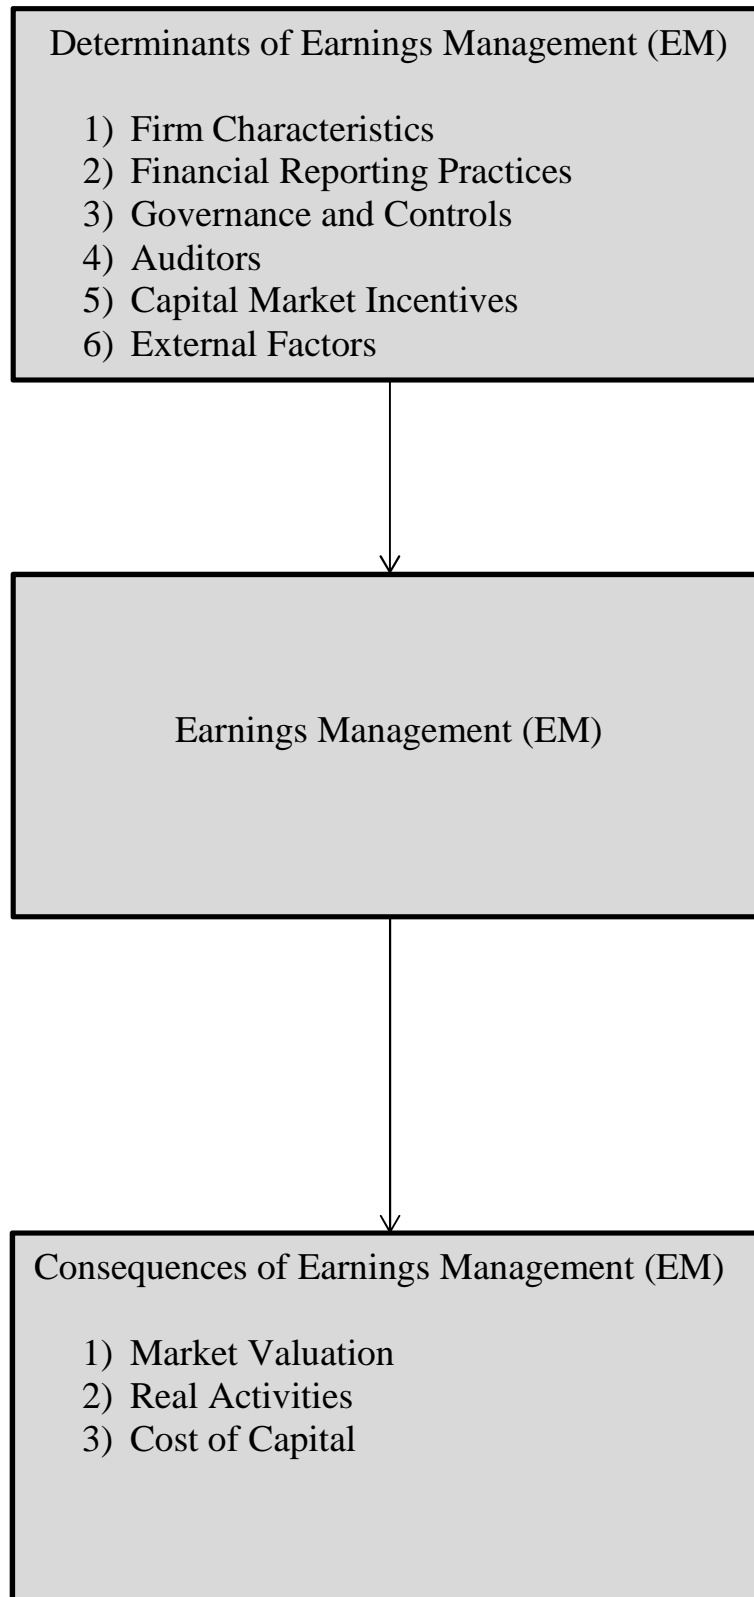 Determinants of Earnings Management (EM)
1) Firm Characteristics
2) Financial Reporting Practices
3) Governance and Controls
4) Auditors
5) Capital Market Incentives
6) External Factors
Earnings Management (EM)
Consequences of Earnings Management (EM)
1) Market Valuation
2) Real Activities
3) Cost of Capital